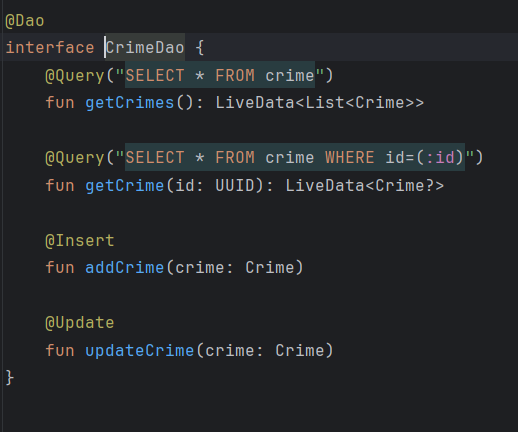 @Dao
interface CrimeDao {
    @Query("SELECT * FROM crime")
    fun getCrimes(): LiveData<List<Crime>>

    @Query("SELECT * FROM crime WHERE id=(:id)")
    fun getCrime(id: UUID): LiveData<Crime?>

    @Insert
    fun addCrime(crime: Crime)

    @Update
    fun updateCrime(crime: Crime)
}